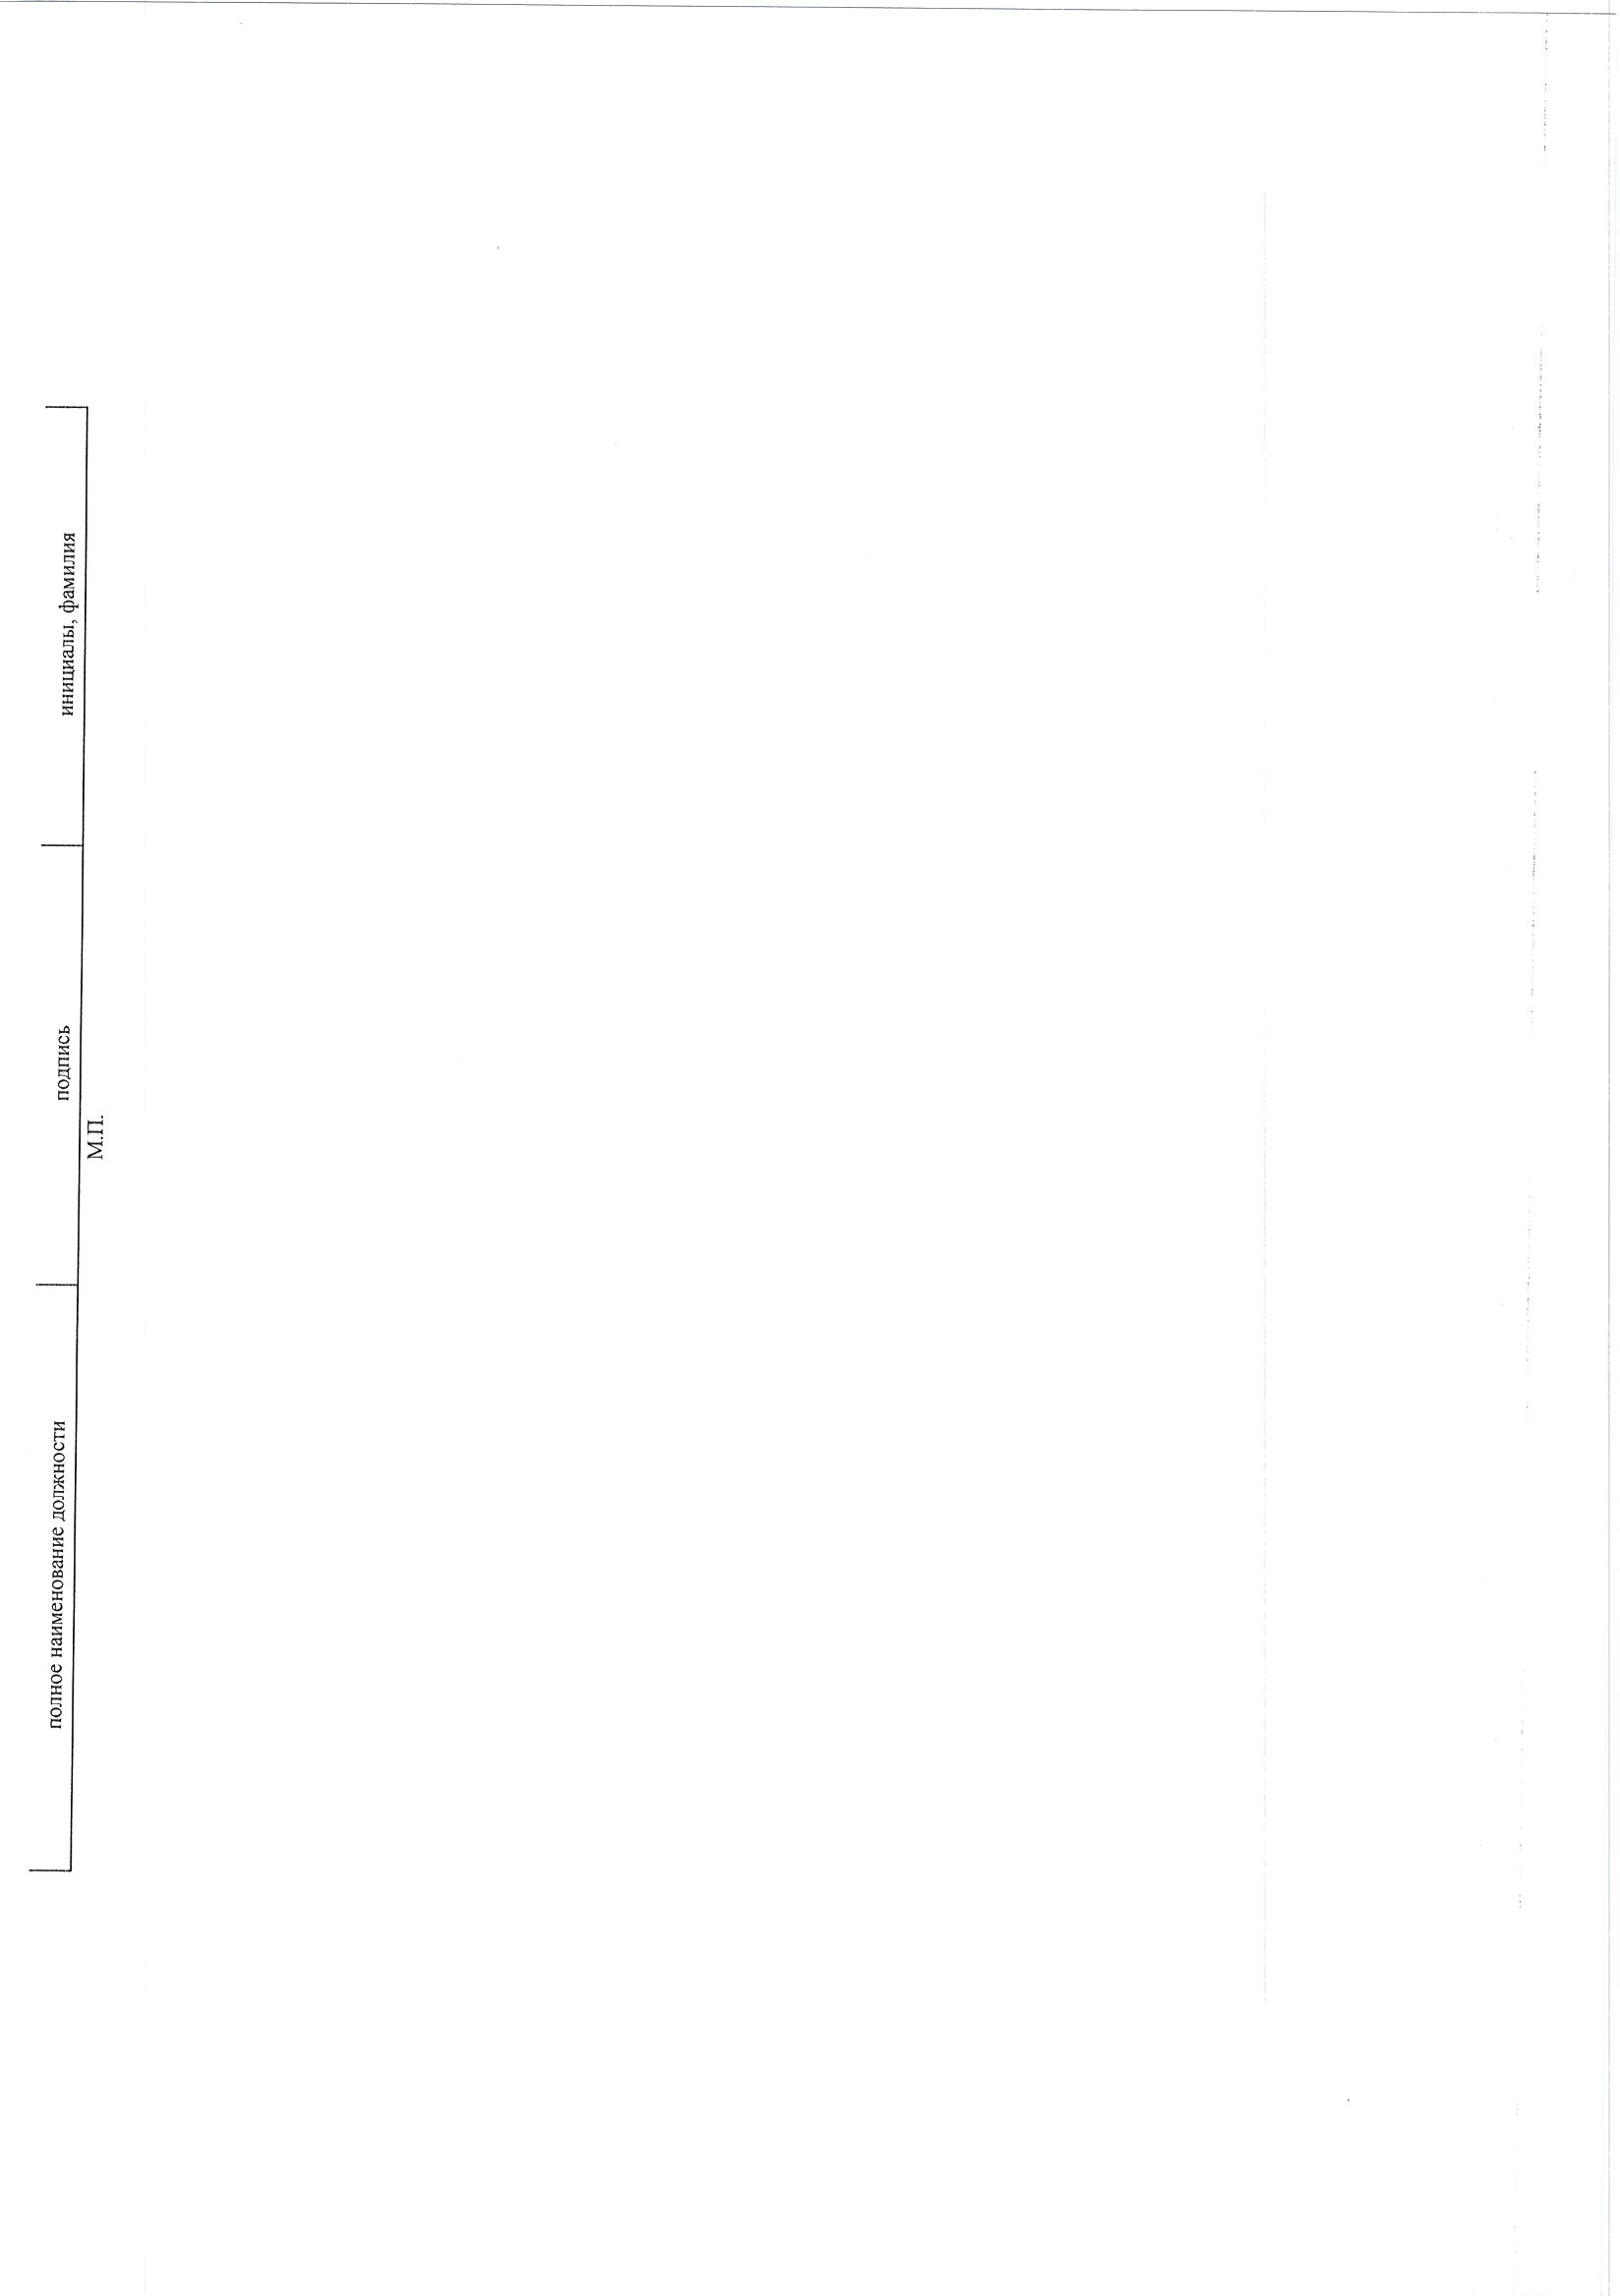 полное наименование должности подпись инициалы, фамилия
М.П.